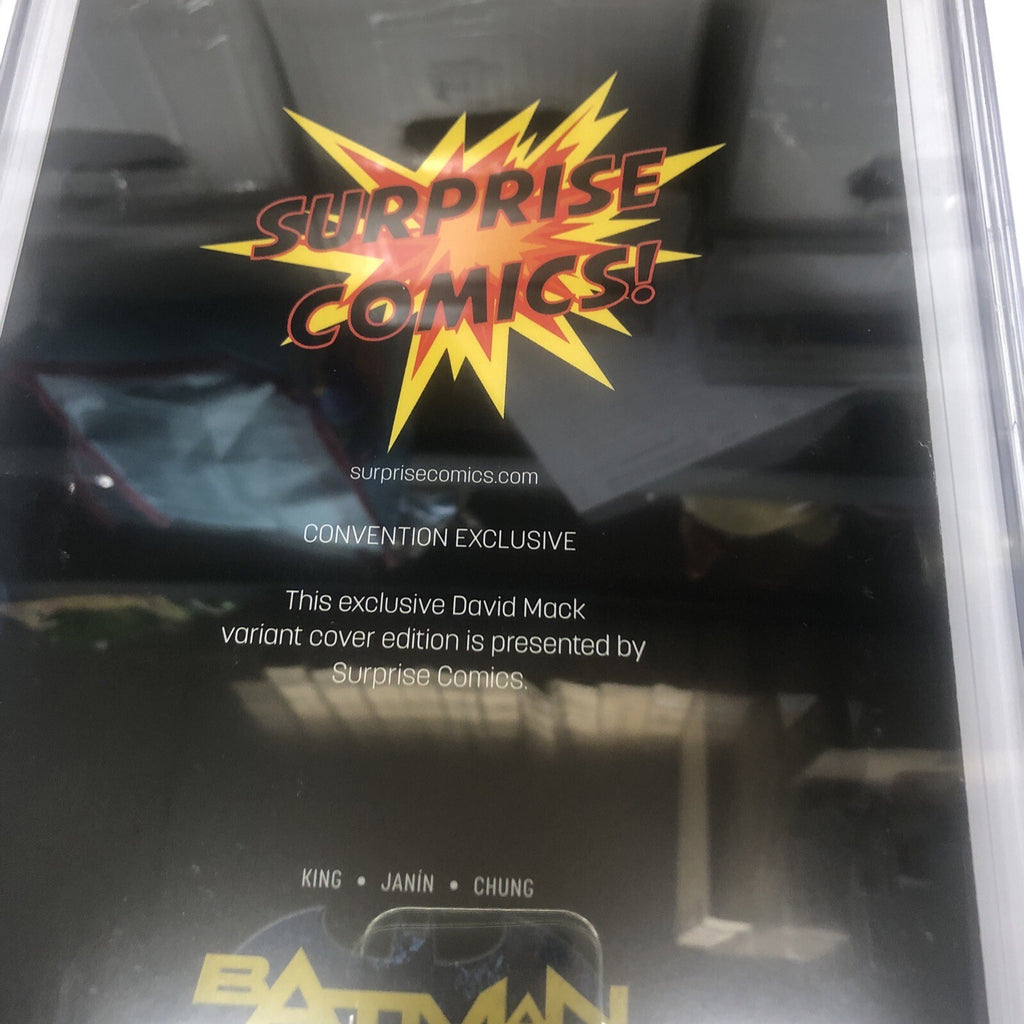 SURPRISE
COMICS!
surprisecomics.com
CONVENTION EXCLUSIVE
This exclusive David Mack
variant cover edition is presented by
Surprise Comics.
KING • JANÍN • CHUNG
BATMAN